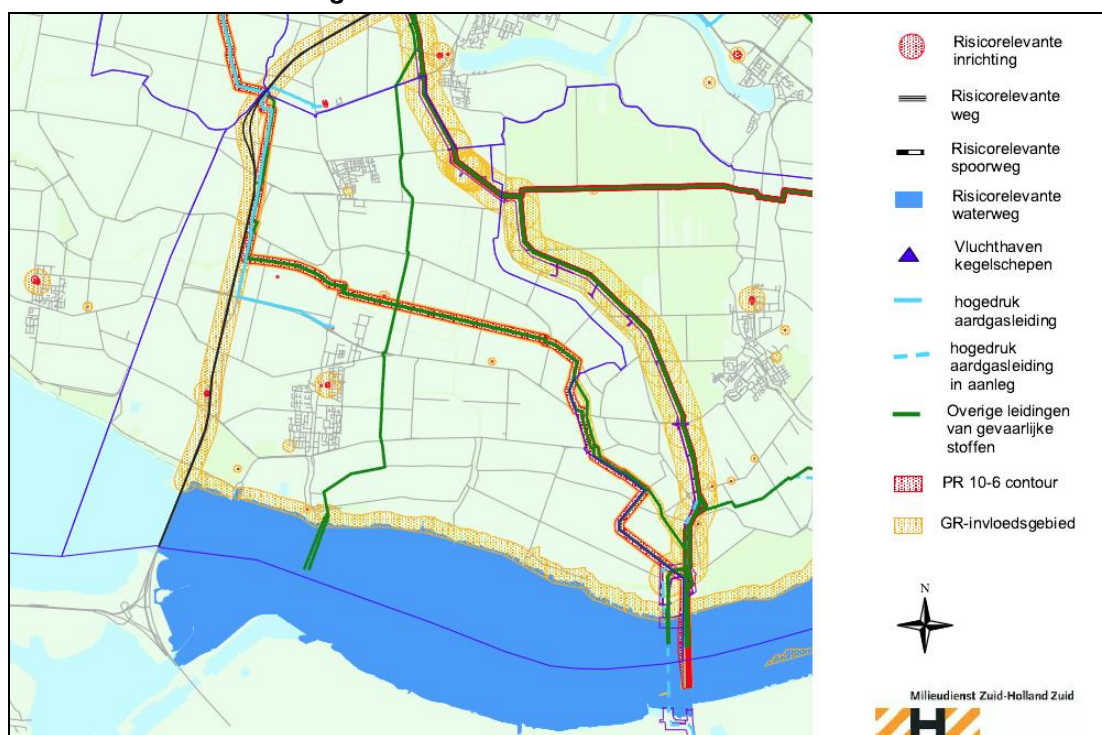 Risicorelevante
inrichting
Risicorelevante
weg
Risicorelevante
spoorweg
Risicorelevante
waterweg
Vluchthaven
kegelschepen
hogedruk
aardgasleiding
hogedruk
aardgasleiding
in aanleg
Overige leidingen
van gevaarlijke
stoffen
PR 10-6 contour
GR-invloedsgebied
N
Milieudienst Zuid-Holland Zuid